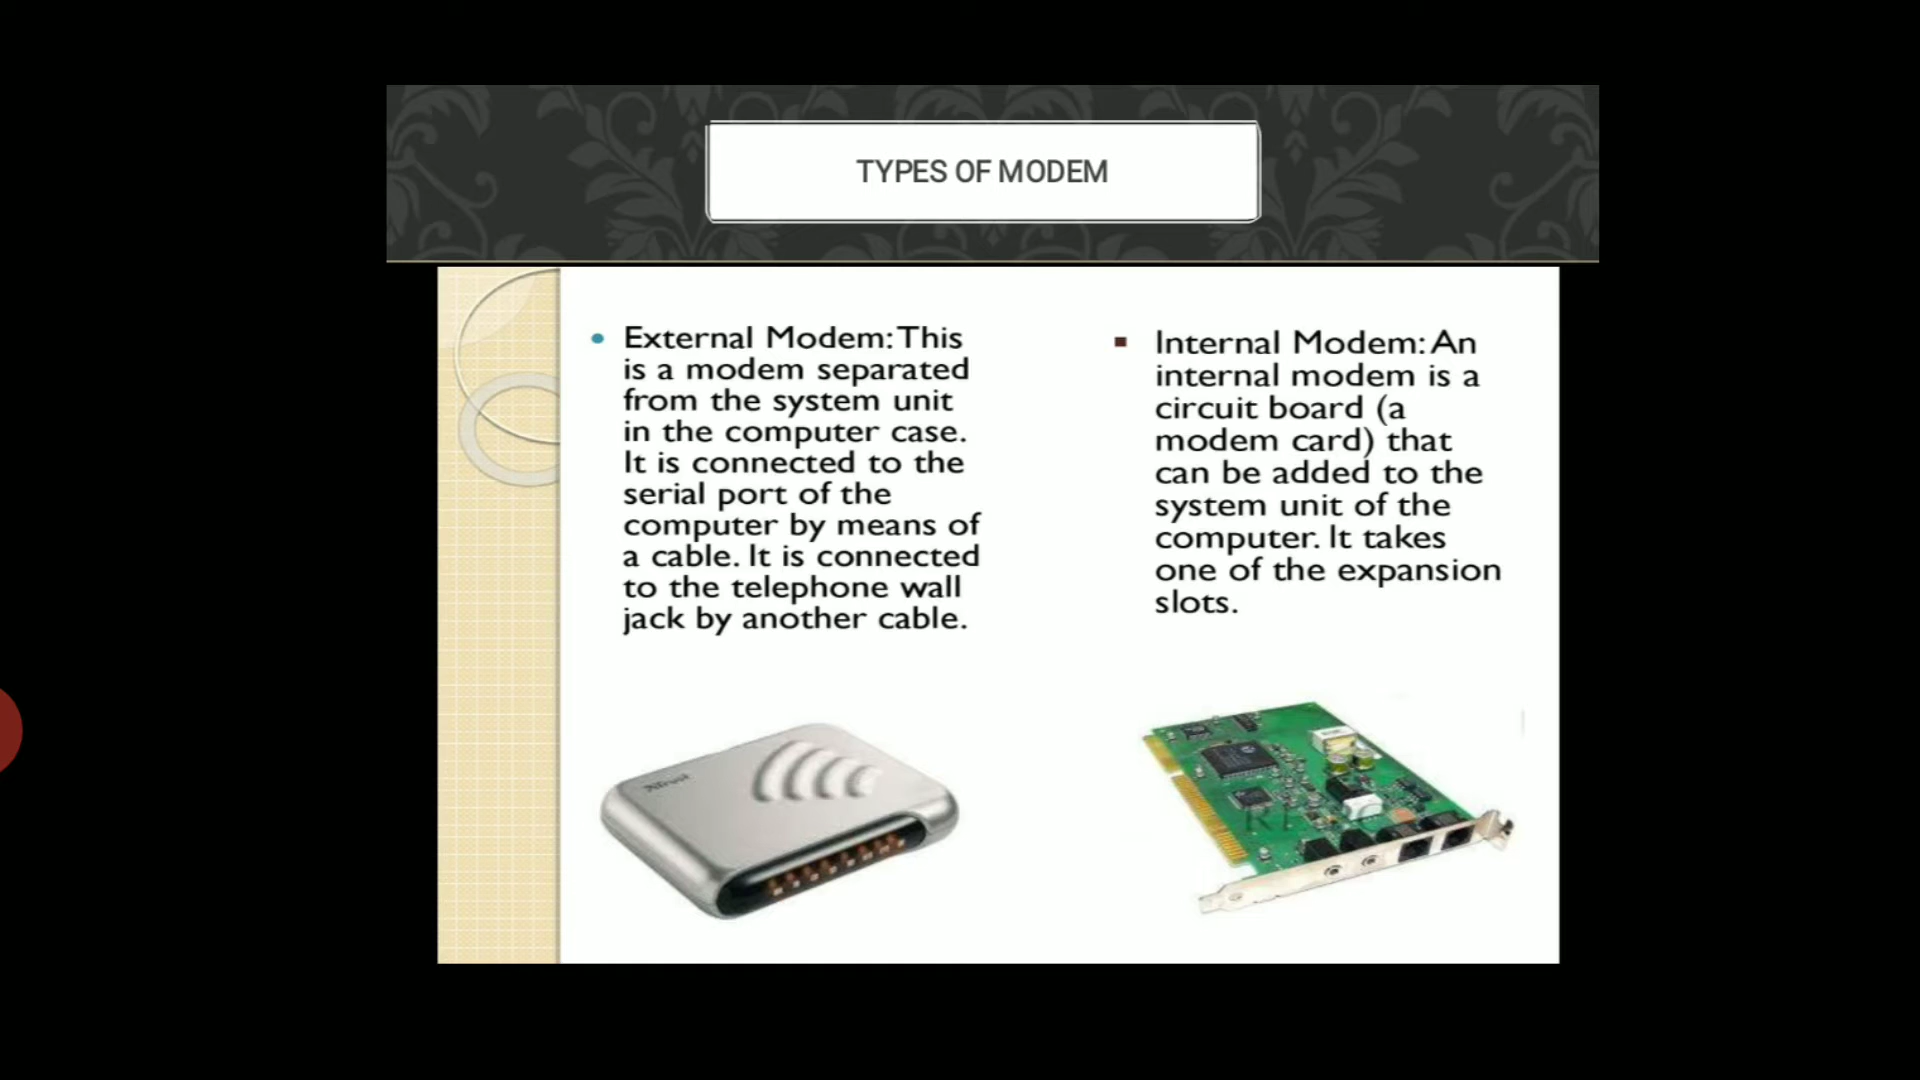 TYPES OF MODEM
External Modem: This
is a modem separated
from the system unit
in the computer case.
It is connected to the
serial port of the
computer by means of
a cable. It is connected
to the telephone wall
jack by another cable.
Internal Modem: An
internal modem is a
circuit board (a
modem card) that
can be added to the
system unit of the
computer. It takes
one of the expansion
slots.